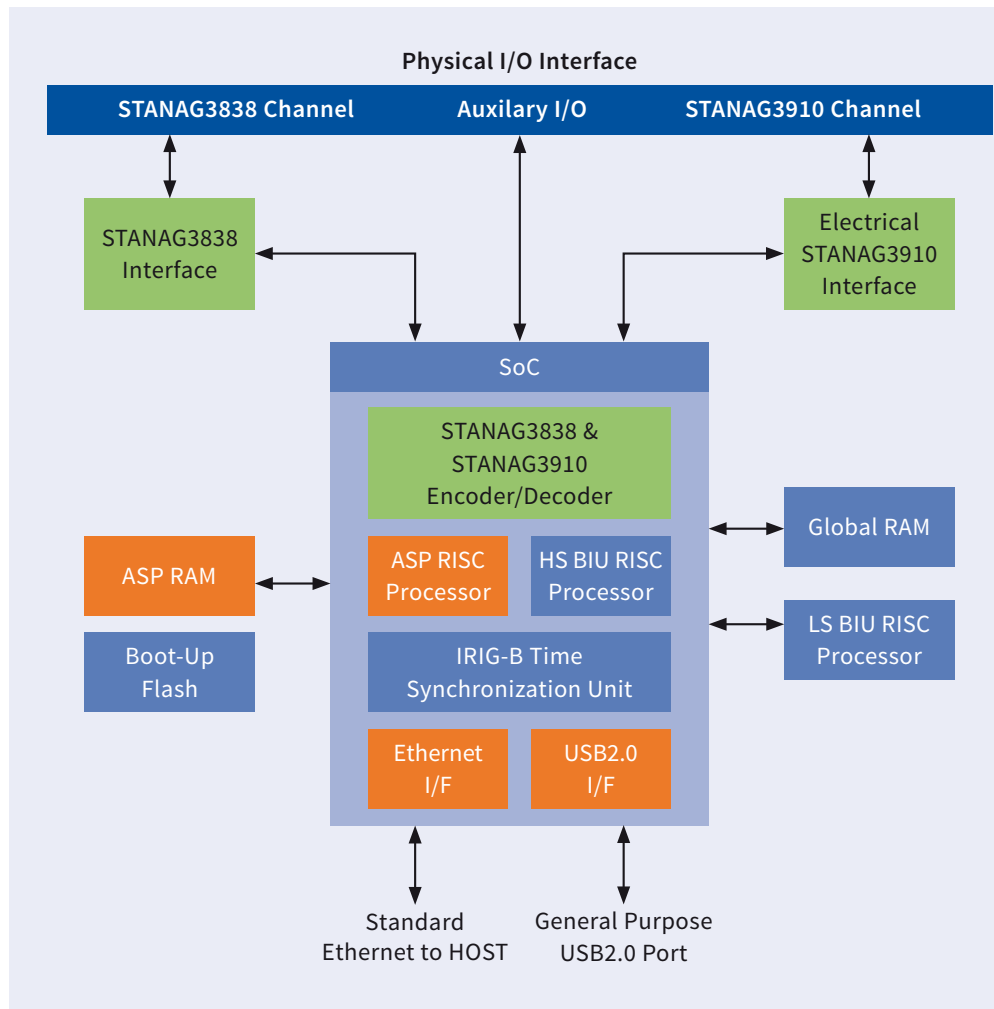 Physical I/O Interface
STANAG3838 Channel
Auxilary I/O
STANAG3910 Channel
STANAG3838
Interface
Electrical
STANAG3910
Interface
SoC
STANAG3838 &
STANAG3910
Encoder/Decoder
ASP RISC
Processor
HS BIU RISC
Processor
IRIG-B Time
Synchronization Unit
Ethernet
I/F
USB2.0
I/F
ASP RAM
Boot-Up
Flash
Global RAM
LS BIU RISC
Processor
Standard
Ethernet to HOST
General Purpose
USB2.0 Port